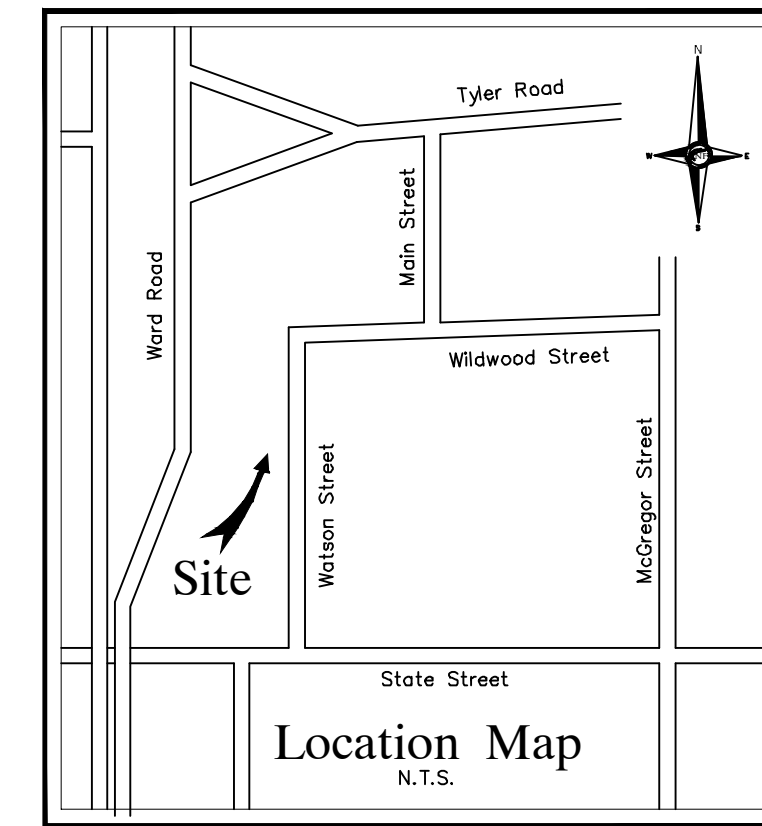 N
Tyler Road
W
E
S
Main Street
Ward Road
Wildwood Street
Watson Street
McGregor Street
Site
State Street
Location Map
N.T.S.